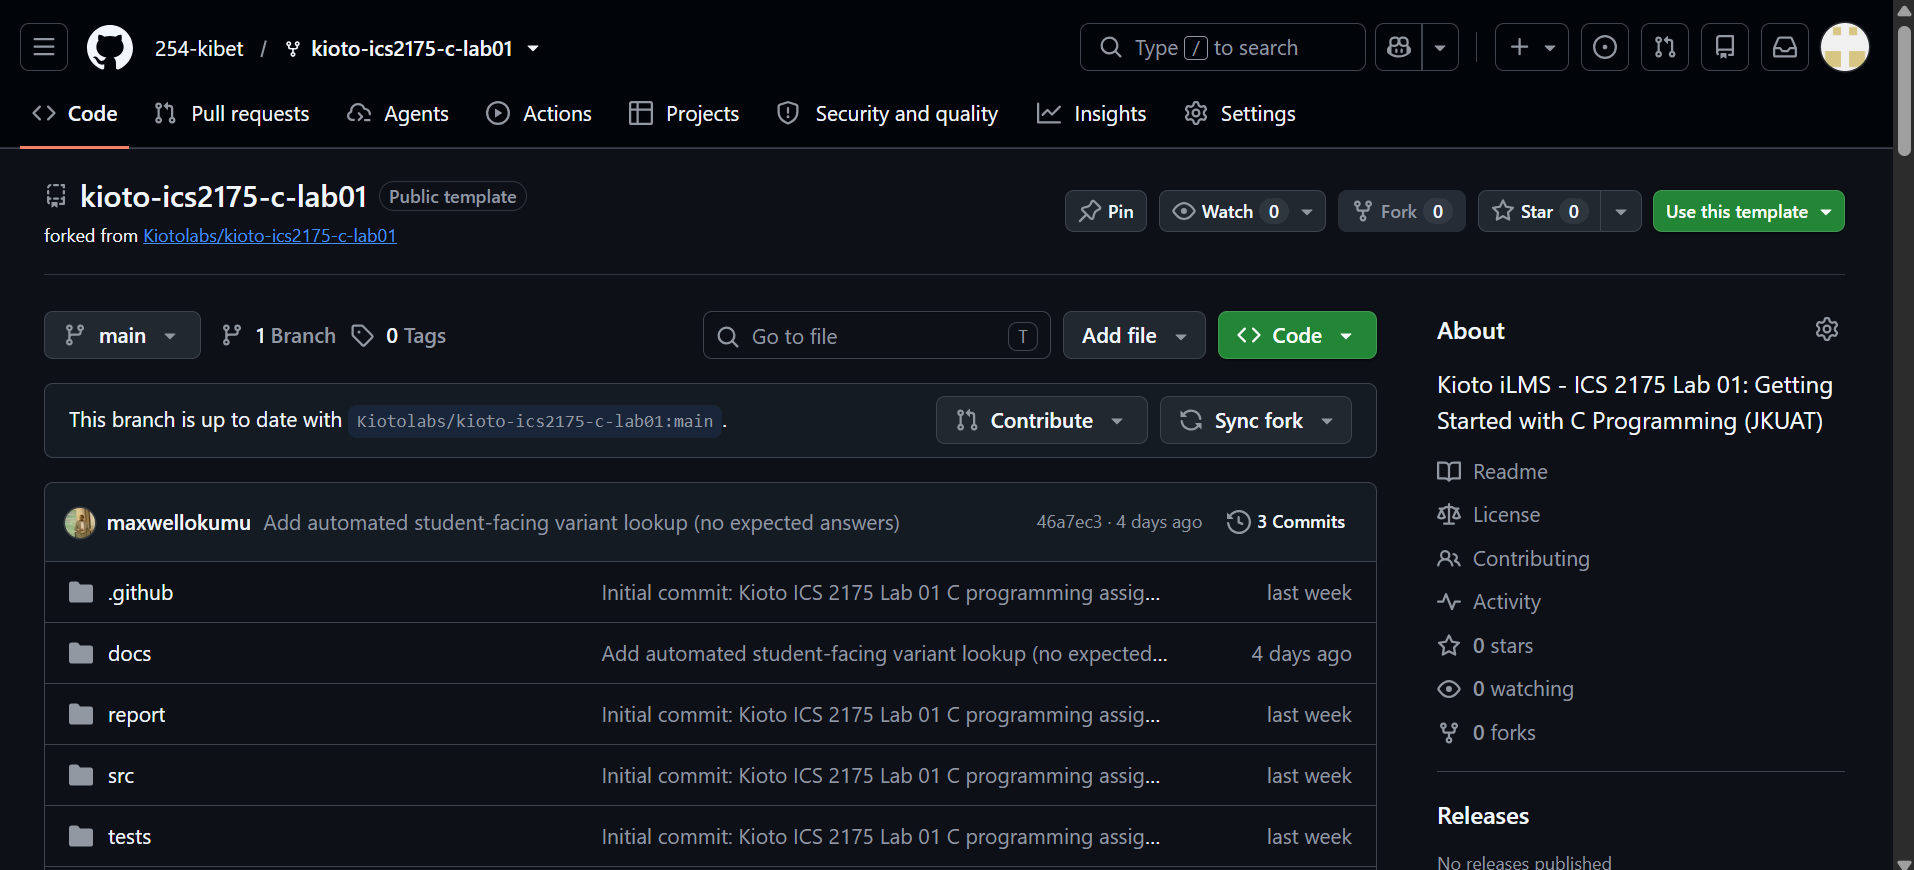 254-kibet / kioto-ics2175-c-lab01
Type / to search
Code Pull requests Agents Actions Projects Security and quality Insights Settings
kioto-ics2175-c-lab01 Public template
forked from Kiotolabs/kioto-ics2175-c-lab01
Pin Watch 0 Fork 0 Star 0 Use this template
main 1 Branch 0 Tags Go to file T Add file Code
This branch is up to date with Kiotolabs/kioto-ics2175-c-lab01:main . Contribute Sync fork
maxwellokumu Add automated student-facing variant lookup (no expected answers) 46a7ec3 · 4 days ago 3 Commits
.github Initial commit: Kioto ICS 2175 Lab 01 C programming assig... last week
docs Add automated student-facing variant lookup (no expected... 4 days ago
report Initial commit: Kioto ICS 2175 Lab 01 C programming assig... last week
src Initial commit: Kioto ICS 2175 Lab 01 C programming assig... last week
tests Initial commit: Kioto ICS 2175 Lab 01 C programming assig... last week
About
Kioto iLMS - ICS 2175 Lab 01: Getting
Started with C Programming (JKUAT)
Readme
License
Contributing
Activity
0 stars
0 watching
0 forks
Releases
No releases published